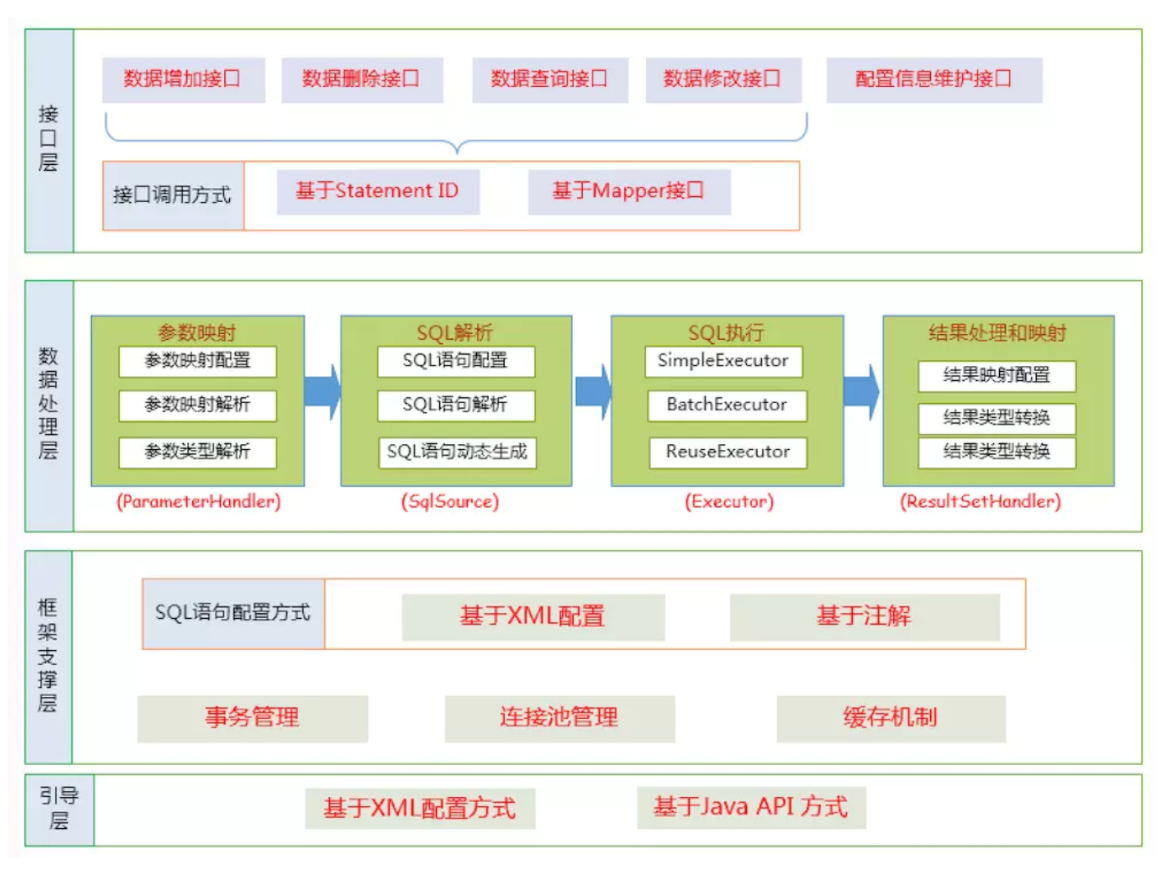 接口层
数据增加接口
数据删除接口
数据查询接口
数据修改接口
配置信息维护接口
接口调用方式
基于Statement ID
基于Mapper接口
数据处理层
参数映射
参数映射配置
参数映射解析
参数类型解析
(ParameterHandler)
SQL解析
SQL语句配置
SQL语句解析
SQL语句动态生成
(SqlSource)
SQL执行
SimpleExecutor
BatchExecutor
ReuseExecutor
(Executor)
结果处理和映射
结果映射配置
结果类型转换
结果类型转换
(ResultSetHandler)
框架支撑层
SQL语句配置方式
基于XML配置
基于注解
事务管理
连接池管理
缓存机制
引导层
基于XML配置方式
基于Java API 方式